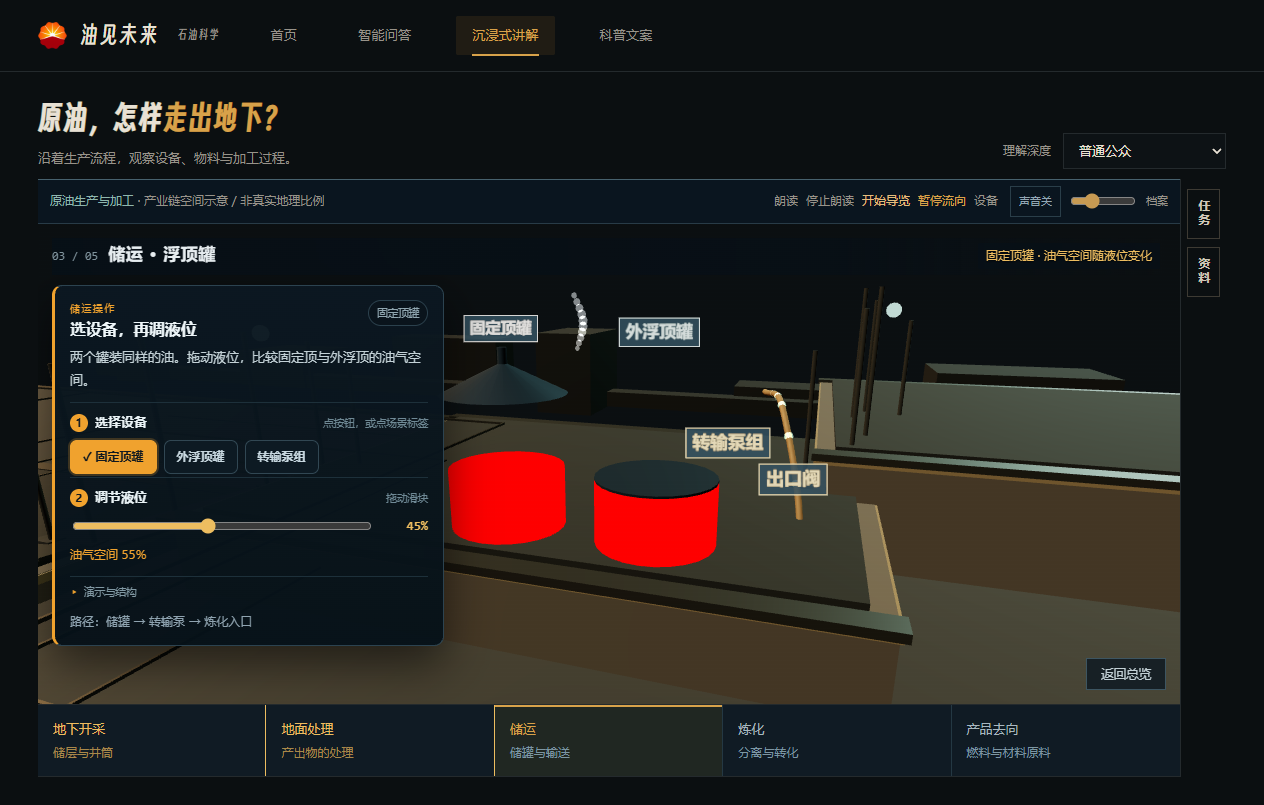 油见未来 石油科学 首页 智能问答 沉浸式讲解 科普文案
原油，怎样走出地下？
沿着生产流程，观察设备、物料与加工过程。
理解深度 普通公众
原油生产与加工 · 产业链空间示意 / 非真实地理比例
朗读 停止朗读 开始导览 暂停流向 设备 声音关 档案
任务
资料
03 / 05 储运 • 浮顶罐
固定顶罐 · 油气空间随液位变化
储运操作
固定顶罐
选设备，再调液位
两个罐装同样的油。拖动液位，比较固定顶与外浮顶的油气空
间。
1 选择设备 点按钮，或点场景标签
✓ 固定顶罐 外浮顶罐 转输泵组
2 调节液位 拖动滑块
45%
油气空间 55%
▸ 演示与结构
路径：储罐 → 转输泵 → 炼化入口
固定顶罐
外浮顶罐
转输泵组
出口阀
返回总览
地下开采
储层与井筒
地面处理
产出物的处理
储运
储罐与输送
炼化
分离与转化
产品去向
燃料与材料原料